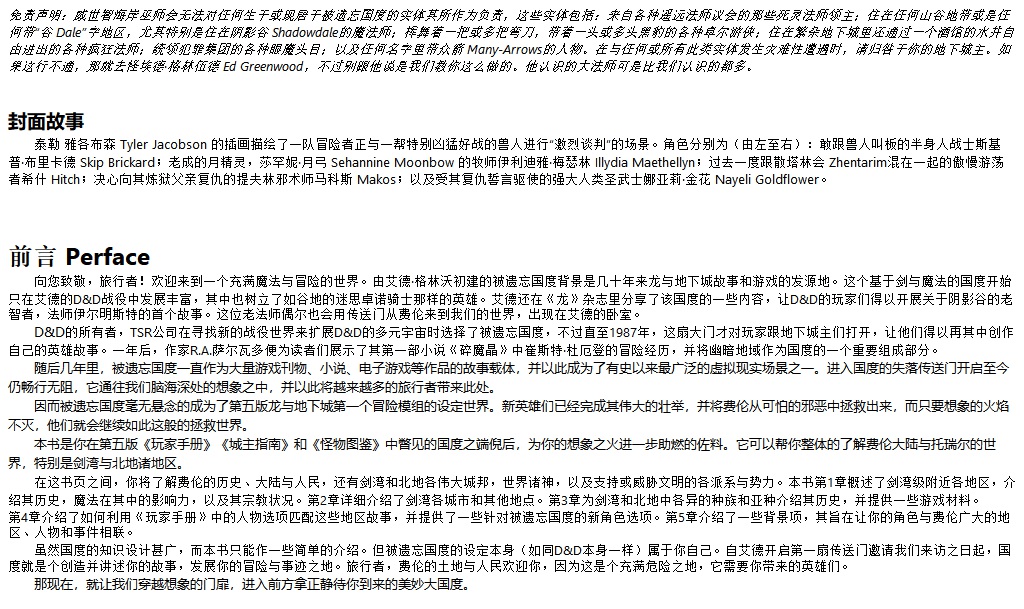 免责声明：威世智海岸巫师会无法对任何生于或现居于被遗忘国度的实体其所作为负责，这些实体包括：来自各种遥远法师议会的那些死灵法师领主；住在任何山谷地带或是任
何带“谷 Dale”字地区，尤其特别是住在阴影谷 Shadowdale的魔法师；挥舞着一把或多把弯刀，带着一头或多头黑豹的各种卓尔游侠；住在繁杂地下城里还通过一个酒馆的水井自
由进出的各种疯狂法师；统领犯罪集团的各种眼魔头目；以及任何名字里带众箭 Many-Arrows的人物。在与任何或所有此类实体发生灾难性遭遇时，请归咎于你的地下城主。如
果这行不通，那就去怪埃德·格林伍德 Ed Greenwood，不过别跟他说是我们教你这么做的。他认识的大法师可是比我们认识的都多。
封面故事
泰勒 雅各布森 Tyler Jacobson 的插画描绘了一队冒险者正与一帮特别凶猛好战的兽人进行“激烈谈判”的场景。角色分别为（由左至右）：敢跟兽人叫板的半身人战士斯基
普·布里卡德 Skip Brickard；老成的月精灵，莎罕妮·月弓 Sehannine Moonbow 的牧师伊利迪雅·梅瑟林 Illydia Maethellyn；过去一度跟散塔林会 Zhentarim混在一起的傲慢游荡
者希什 Hitch；决心向其炼狱父亲复仇的提夫林邪术师马科斯 Makos；以及受其复仇誓言驱使的强大人类圣武士娜亚莉·金花 Nayeli Goldflower。
前言 Perface
向您致敬，旅行者！欢迎来到一个充满魔法与冒险的世界。由艾德·格林沃初建的被遗忘国度背景是几十年来龙与地下城故事和游戏的发源地。这个基于剑与魔法的国度开始
只在艾德的D&D战役中发展丰富，其中也树立了如谷地的迷思卓诺骑士那样的英雄。艾德还在《龙》杂志里分享了该国度的一些内容，让D&D的玩家们得以开展关于阴影谷的老
智者，法师伊尔明斯特的首个故事。这位老法师偶尔也会用传送门从费伦来到我们的世界，出现在艾德的卧室。
D&D的所有者，TSR公司在寻找新的战役世界来扩展D&D的多元宇宙时选择了被遗忘国度，不过直至1987年，这扇大门才对玩家跟地下城主们打开，让他们得以再其中创作
自己的英雄故事。一年后，作家R.A.萨尔瓦多便为读者们展示了其第一部小说《碎魔晶》中崔斯特·杜厄登的冒险经历，并将幽暗地域作为国度的一个重要组成部分。
随后几年里，被遗忘国度一直作为大量游戏刊物、小说、电子游戏等作品的故事载体，并以此成为了有史以来最广泛的虚拟现实场景之一。进入国度的失落传送门开启至今
仍畅行无阻，它通往我们脑海深处的想象之中，并以此将越来越多的旅行者带来此处。
因而被遗忘国度毫无悬念的成为了第五版龙与地下城第一个冒险模组的设定世界。新英雄们已经完成其伟大的壮举，并将费伦从可怕的邪恶中拯救出来，而只要想象的火焰
不灭，他们就会继续如此这般的拯救世界。
本书是你在第五版《玩家手册》《城主指南》和《怪物图鉴》中瞥见的国度之端倪后，为你的想象之火进一步助燃的佐料。它可以帮你整体的了解费伦大陆与托瑞尔的世
界，特别是剑湾与北地诸地区。
在这书页之间，你将了解费伦的历史、大陆与人民，还有剑湾和北地各伟大城邦，世界诸神，以及支持或威胁文明的各派系与势力。本书第1章概述了剑湾级附近各地区，介
绍其历史，魔法在其中的影响力，以及其宗教状况。第2章详细介绍了剑湾各城市和其他地点。第3章为剑湾和北地中各异的种族和亚种介绍其历史，并提供一些游戏材料。
第4章介绍了如何利用《玩家手册》中的人物选项匹配这些地区故事，并提供了一些针对被遗忘国度的新角色选项。第5章介绍了一些背景项，其旨在让你的角色与费伦广大的地
区、人物和事件相联。
虽然国度的知识设计甚广，而本书只能作一些简单的介绍。但被遗忘国度的设定本身（如同D&D本身一样）属于你自己。自艾德开启第一扇传送门邀请我们来访之日起，国
度就是个创造并讲述你的故事，发展你的冒险与事迹之地。旅行者，费伦的土地与人民欢迎你，因为这是个充满危险之地，它需要你带来的英雄们。
那现在，就让我们穿越想象的门扉，进入前方拿正静待你到来的美妙大国度。